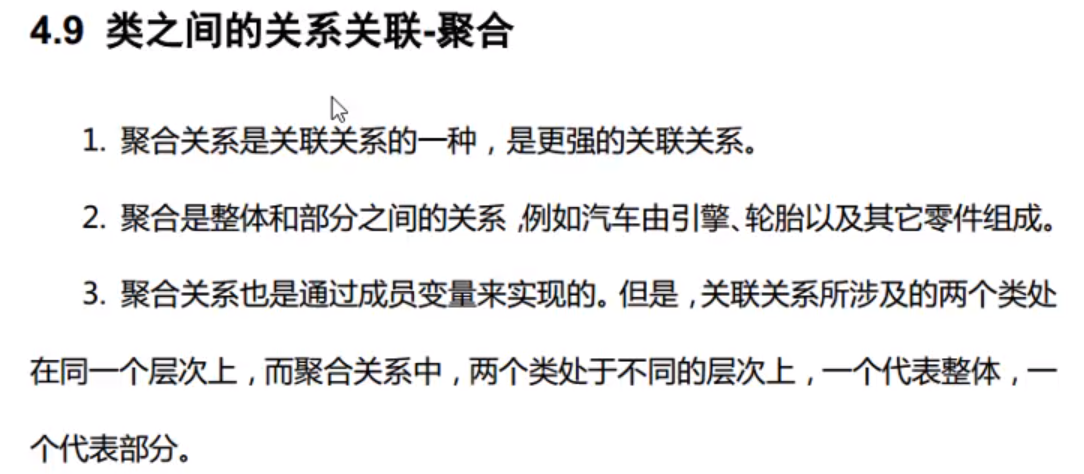 4.9 类之间的关系关联-聚合
1. 聚合关系是关联关系的一种，是更强的关联关系。
2. 聚合是整体和部分之间的关系，例如汽车由引擎、轮胎以及其它零件组成。
3. 聚合关系也是通过成员变量来实现的。但是，关联关系所涉及的两个类处
在同一个层次上，而聚合关系中，两个类处于不同的层次上，一个代表整体，一
个代表部分。